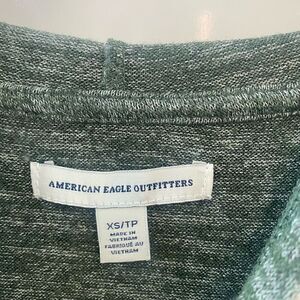 AMERICAN EAGLE OUTFITTERS
XS/TP
MADE IN
VIETNAM
FABRIQUÉ AU
VIETNAM